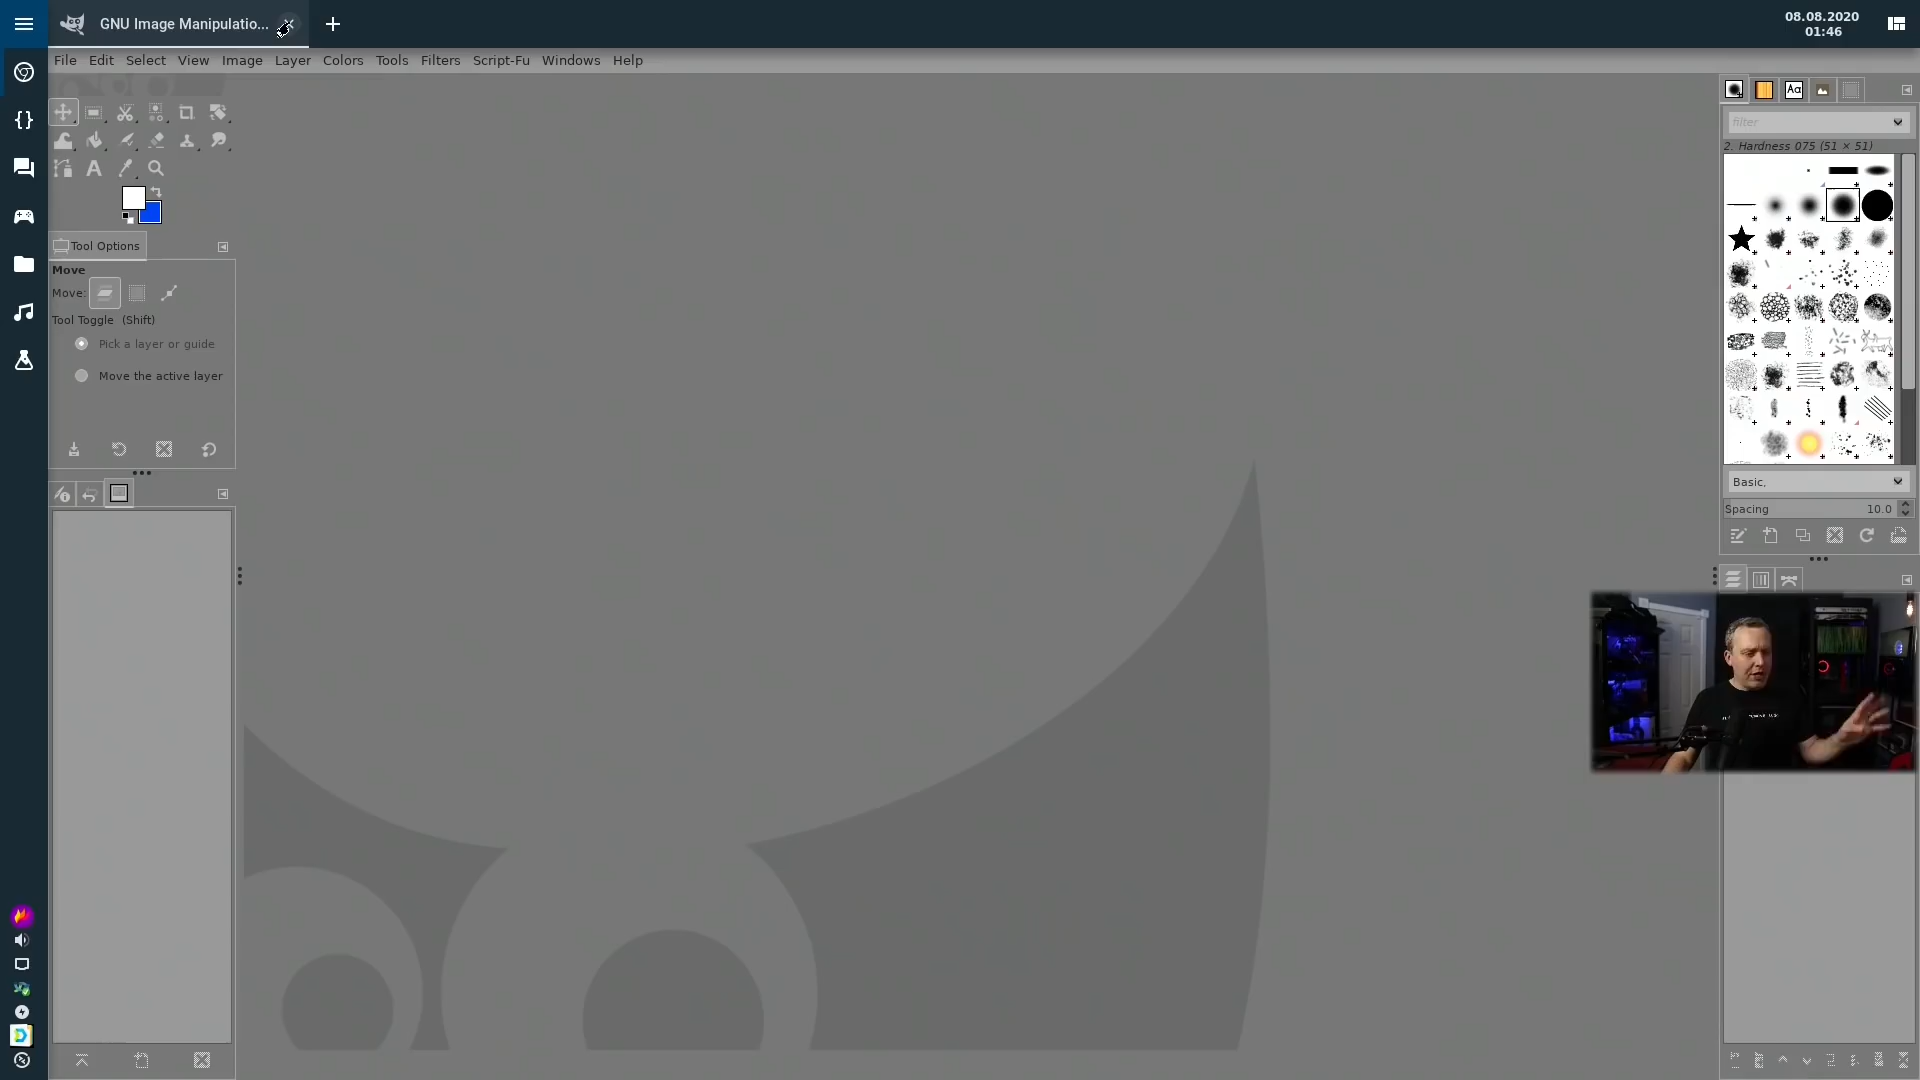 GNU Image Manipulatio...
08.08.2020
01:46
File Edit Select View Image Layer Colors Tools Filters Script-Fu Windows Help
filter
2. Hardness 075 (51 × 51)
Tool Options
Move
Move:
Tool Toggle (Shift)
Pick a layer or guide
Move the active layer
Basic,
Spacing 10.0